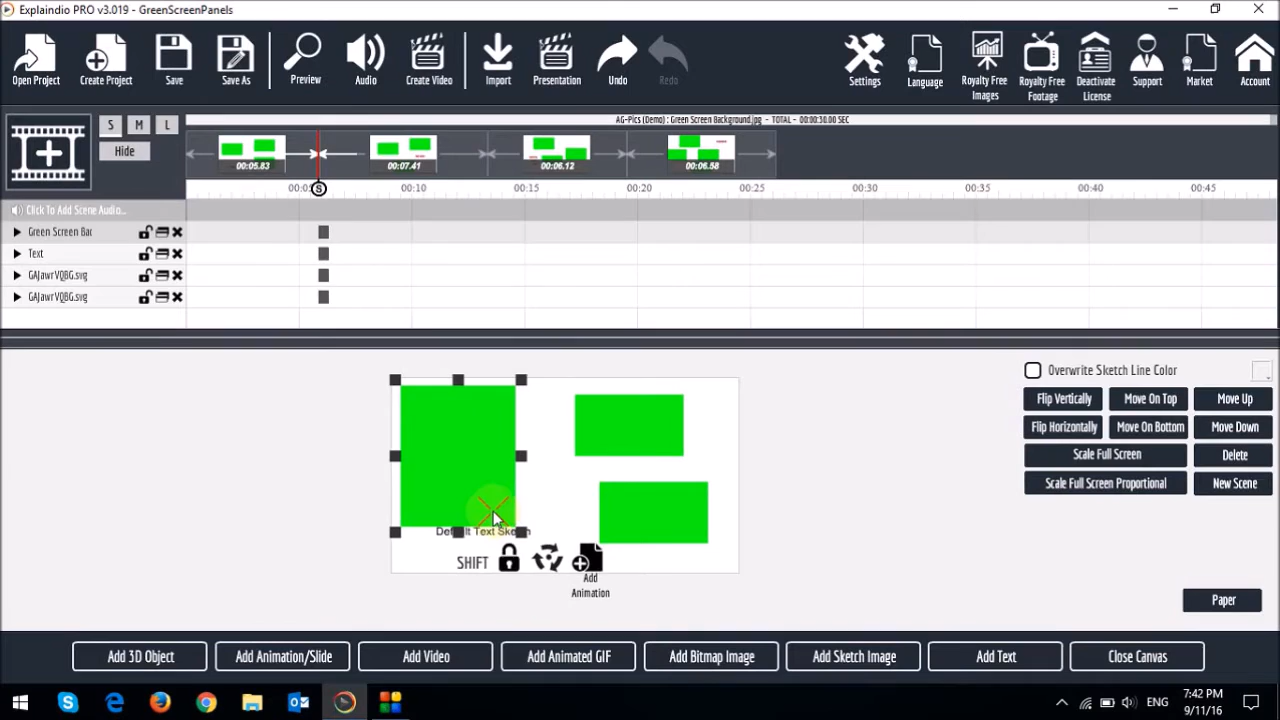 Explaindio PRO v3.019 - GreenScreenPanels
Open Project
Create Project
Save
Save As
Preview
Audio
Create Video
Import
Presentation
Undo
Redo
Settings
Language
Royalty Free
Images
Royalty Free
Footage
Deactivate
License
Support
Market
Account
S M L
Hide
AG-Pics (Demo) : Green Screen Background.jpg - TOTAL - 00:00:30.00 SEC
00:05.83
00:07.41
00:06.12
00:06.58
00:05 S 00:10 00:15 00:20 00:25 00:30 00:35 00:40 00:45
Click To Add Scene Audio...
Green Screen Bac
Text
GAJawrVQBG.svg
GAJawrVQBG.svg
Overwrite Sketch Line Color
Flip Vertically Move On Top Move Up
Flip Horizontally Move On Bottom Move Down
Scale Full Screen Delete
Scale Full Screen Proportional New Scene
Default Text Sketch
SHIFT
Add
Animation
Paper
Add 3D Object Add Animation/Slide Add Video Add Animated GIF Add Bitmap Image Add Sketch Image Add Text Close Canvas
ENG
7:42 PM
9/11/16